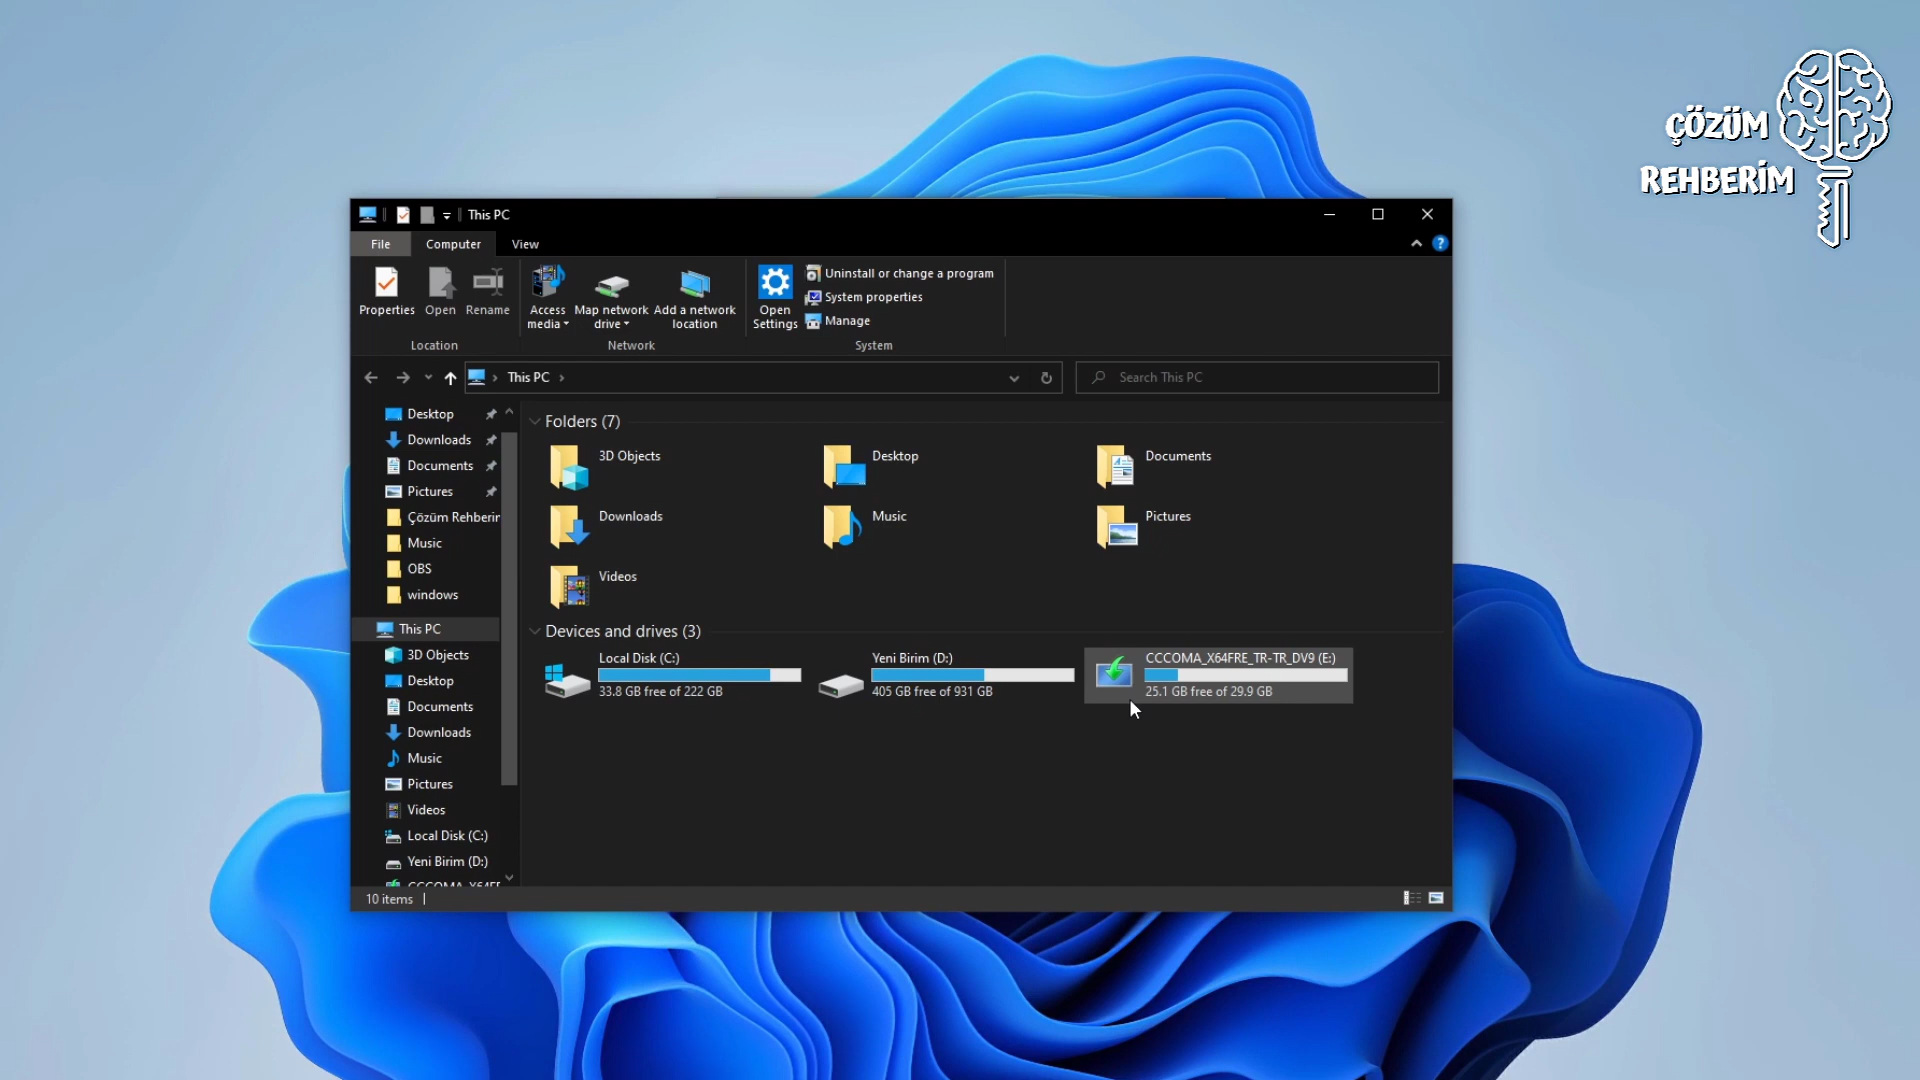 ÇÖZÜM
REHBERİM
This PC
File
Computer
View
Properties
Open
Rename
Access media
Map network drive
Add a network location
Open Settings
Uninstall or change a program
System properties
Manage
Location
Network
System
This PC
Search This PC
Desktop
Downloads
Documents
Pictures
Çözüm Rehberim
Music
OBS
windows
This PC
3D Objects
Desktop
Documents
Downloads
Music
Pictures
Videos
Local Disk (C:)
Yeni Birim (D:)
Folders (7)
3D Objects
Desktop
Documents
Downloads
Music
Pictures
Videos
Devices and drives (3)
Local Disk (C:)
33.8 GB free of 222 GB
Yeni Birim (D:)
405 GB free of 931 GB
CCCOMA_X64FRE_TR-TR_DV9 (E:)
25.1 GB free of 29.9 GB
10 items